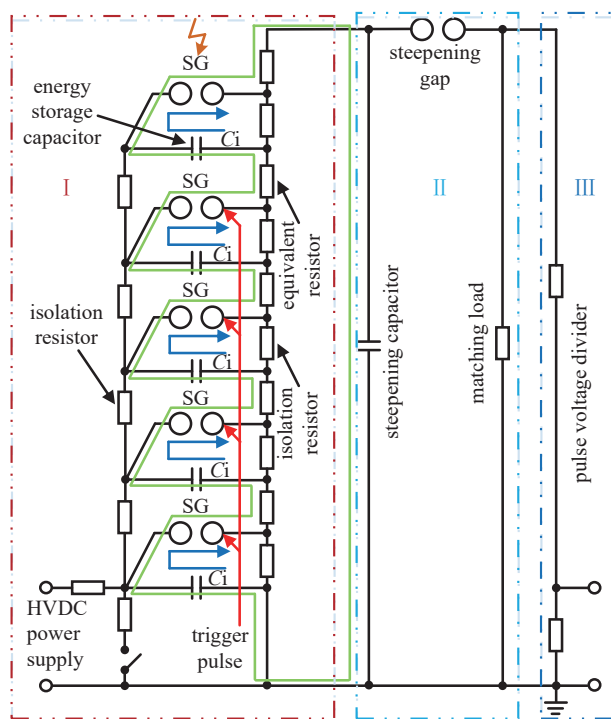 SG
steepening
gap
energy
storage
capacitor
Ci
I
II
III
SG
Ci
equivalent
resistor
SG
isolation
resistor
Ci
isolation
resistor
steepening capacitor
matching load
pulse voltage divider
SG
Ci
SG
Ci
HVDC
power
supply
trigger
pulse